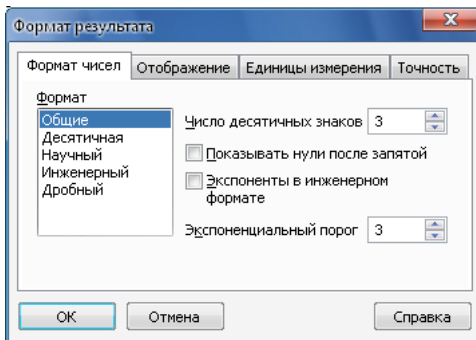 Формат результата
Формат чисел Отображение Единицы измерения Точность
Формат
Общие
Десятичная
Научный
Инженерный
Дробный
Число десятичных знаков 3
Показывать нули после запятой
Экспоненты в инженерном
формате
Экспоненциальный порог 3
ОК Отмена Справка